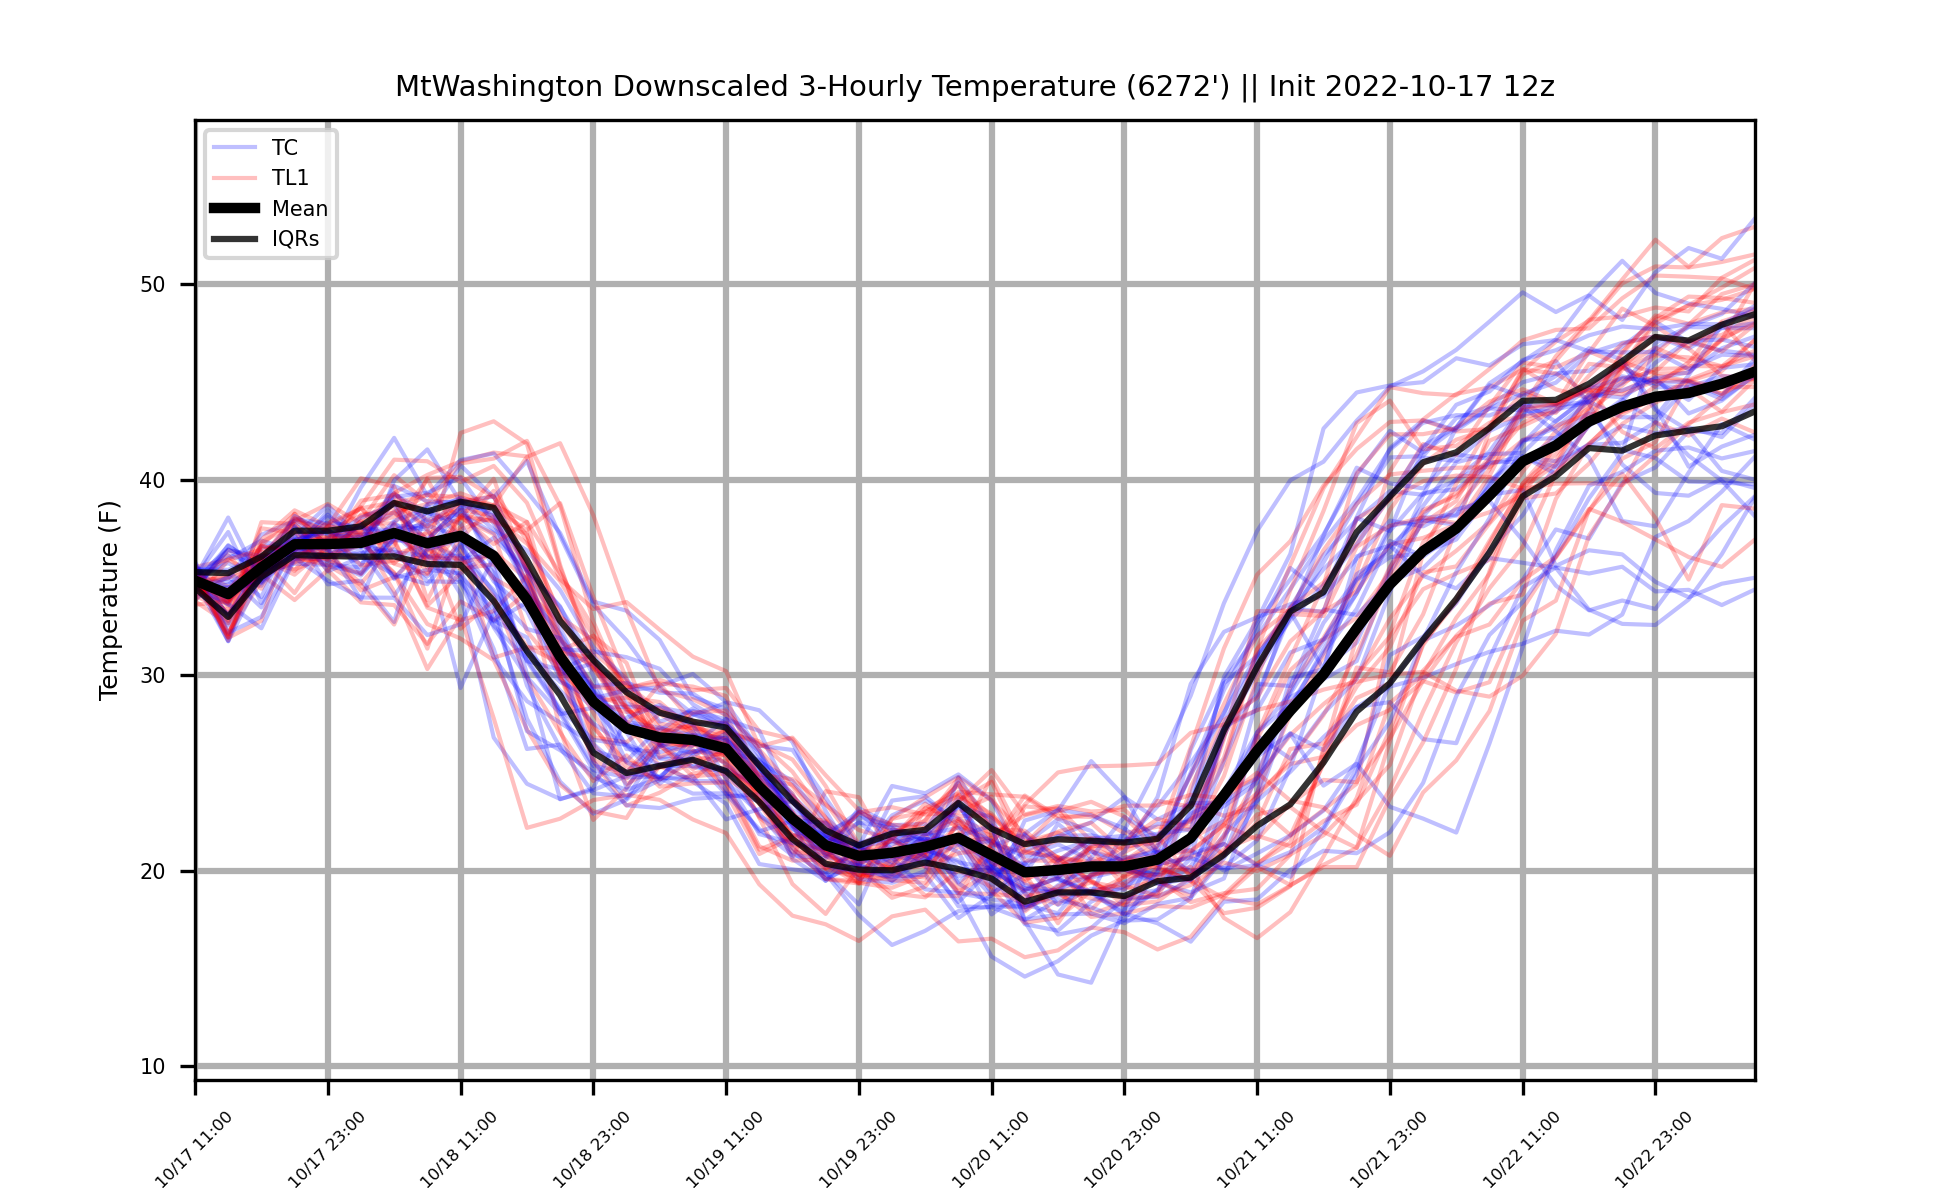 MtWashington Downscaled 3-Hourly Temperature (6272') || Init 2022-10-17 12z
TC
TL1
Mean
IQRs
Temperature (F)
50
40
30
20
10
10/17 11:00
10/17 23:00
10/18 11:00
10/18 23:00
10/19 11:00
10/19 23:00
10/20 11:00
10/20 23:00
10/21 11:00
10/21 23:00
10/22 11:00
10/22 23:00